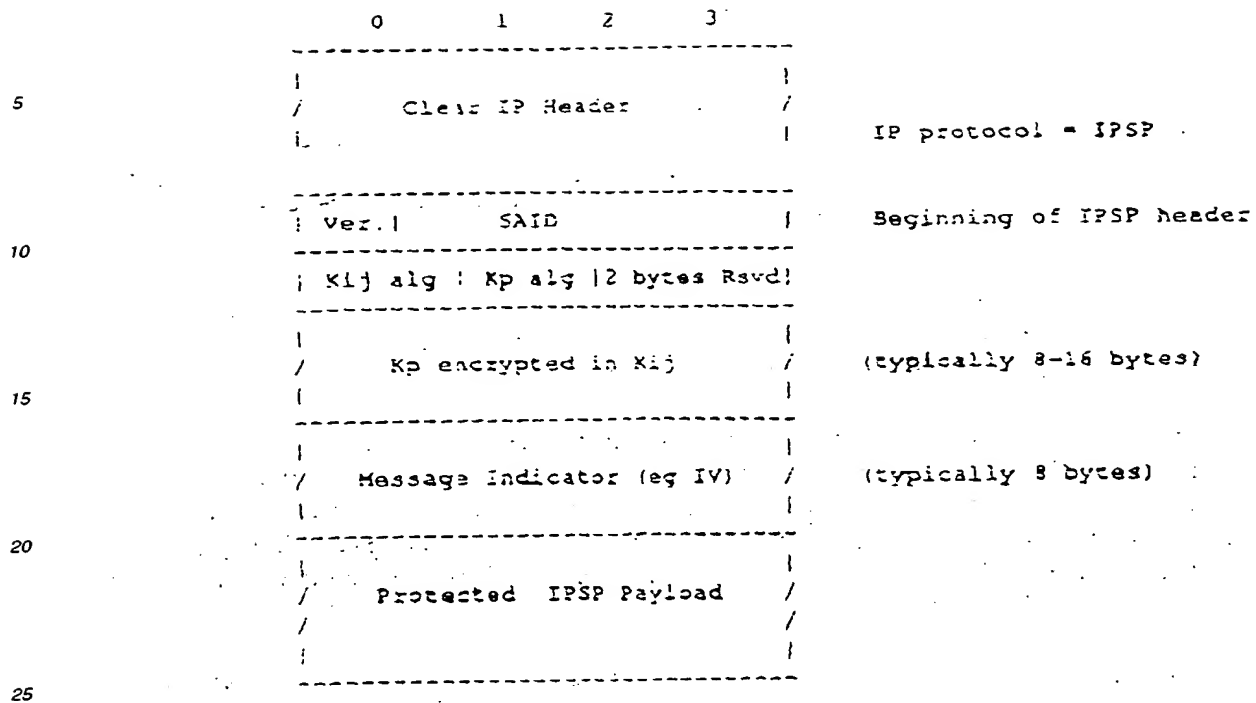 0 1 2 3
5
Clear IP Header
IP protocol = IPSP
Ver.| SAID | Beginning of IPSP header
10
| Kij alg | Kp alg |2 bytes Rsvd|
Kp encrypted in Kij (typically 8-16 bytes)
15
Message Indicator (eg IV) (typically 8 bytes)
20
Protected IPSP Payload
25